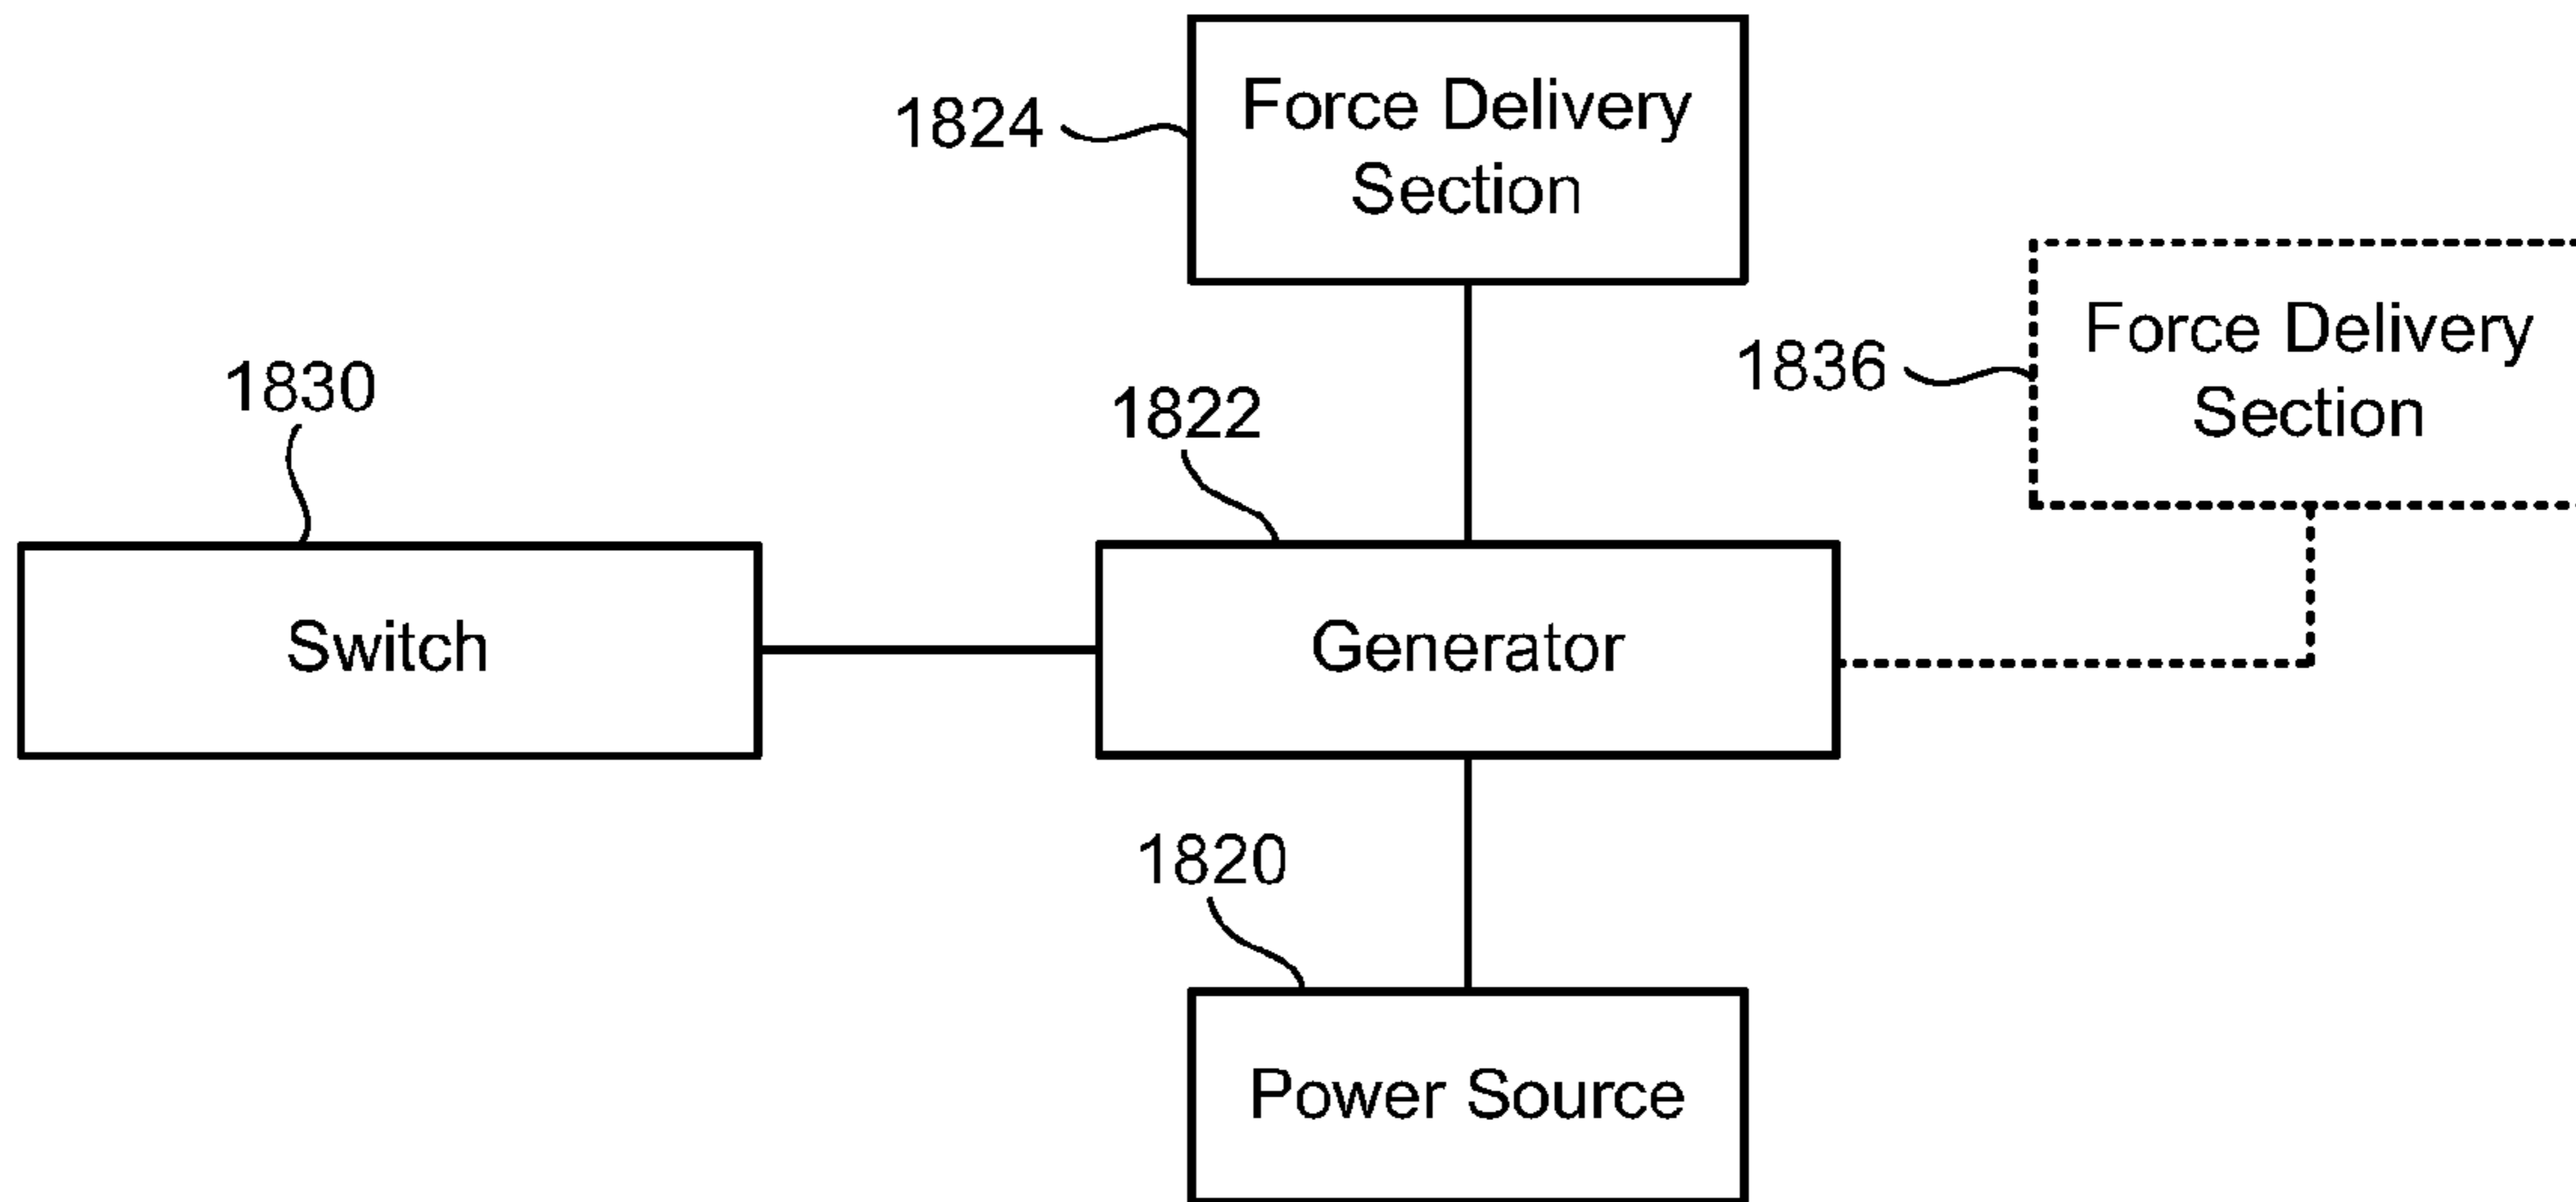 1824
Force Delivery
Section
1836
Force Delivery
Section
1830
1822
Switch
Generator
1820
Power Source